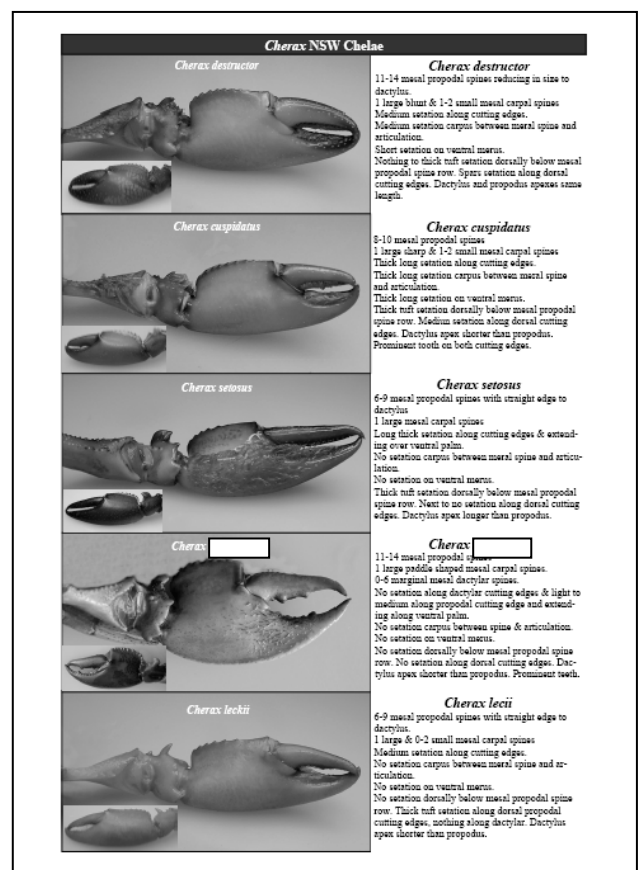 Cherax NSW Chelae
Cherax destructor
Cherax destructor
11-14 mesal propodal spines reducing in size to
dactylus.
1 large blunt & 1-2 small mesal carpal spines
Medium setation along cutting edges.
Medium setation carpus between meral spine and
articulation.
Short setation on ventral merus.
Nothing to thick tuft setation dorsally below mesal
propodal spine row. Spars setation along dorsal
cutting edges. Dactylus and propodus apexes same
length.
Cherax cuspidatus
Cherax cuspidatus
8-10 mesal propodal spines
1 large sharp & 1-2 small mesal carpal spines
Thick long setation along cutting edges.
Thick long setation carpus between meral spine
and articulation.
Thick long setation on ventral merus.
Thick tuft setation dorsally below mesal propodal
spine row. Medium setation along dorsal cutting
edges. Dactylus apex shorter than propodus.
Prominent tooth on both cutting edges.
Cherax setosus
Cherax setosus
6-9 mesal propodal spines with straight edge to
dactylus
1 large mesal carpal spines
Long thick setation along cutting edges & extend-
ing over ventral palm.
No setation carpus between meral spine and articu-
lation.
No setation on ventral merus.
Thick tuft setation dorsally below mesal propodal
spine row. Next to no setation along dorsal cutting
edges. Dactylus apex longer than propodus.
Cherax
Cherax
11-14 mesal propodal spines
1 large paddle shaped mesal carpal spines.
0-6 marginal mesal dactylar spines.
No setation along dactylar cutting edges & light to
medium along propodal cutting edge and extend-
ing along ventral palm.
No setation carpus between spine & articulation.
No setation on ventral merus.
No setation dorsally below mesal propodal spine
row. No setation along dorsal cutting edges. Dac-
tylus apex shorter than propodus. Prominent teeth.
Cherax leckii
Cherax lecii
6-9 mesal propodal spines with straight edge to
dactylus.
1 large & 0-2 small mesal carpal spines
Medium setation along cutting edges.
No setation carpus between meral spine and ar-
ticulation.
No setation on ventral merus.
No setation dorsally below mesal propodal spine
row. Thick tuft setation along dorsal propodal
cutting edges, nothing along dactylar. Dactylus
apex shorter than propodus.